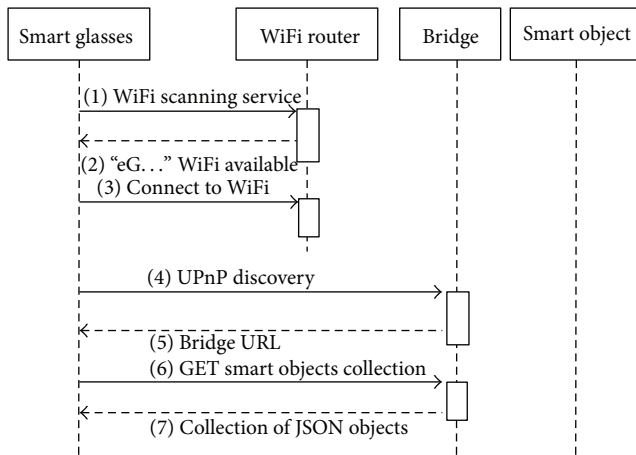 Smart glasses
WiFi router
Bridge
Smart object
(1) WiFi scanning service
(2) “eG. . .” WiFi available
(3) Connect to WiFi
(4) UPnP discovery
(5) Bridge URL
(6) GET smart objects collection
(7) Collection of JSON objects